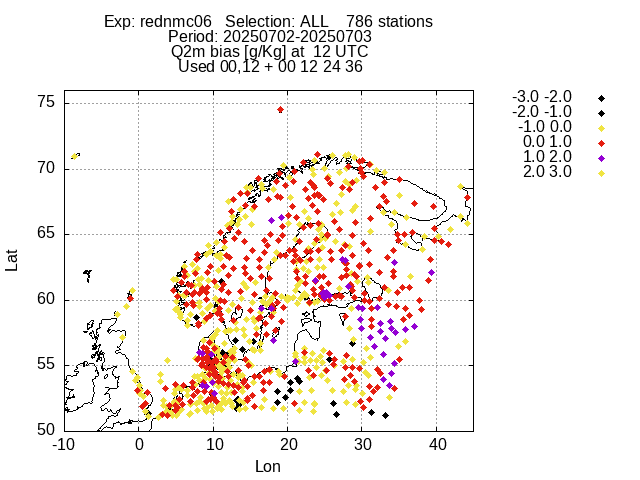 Exp: rednmc06   Selection: ALL    786 stations
Period: 20250702-20250703
Q2m bias [g/Kg] at  12 UTC
Used 00,12 + 00 12 24 36
-3.0 -2.0
-2.0 -1.0
-1.0 0.0
0.0 1.0
1.0 2.0
2.0 3.0
75
70
65
60
55
50
Lat
-10 0 10 20 30 40
Lon